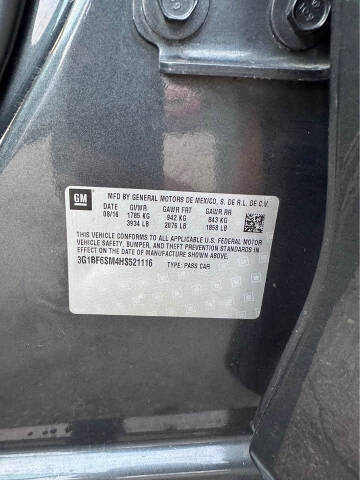 GM
MFD BY GENERAL MOTORS DE MEXICO, S. DE R.L. DE C.V.
DATE GVWR GAWR FRT GAWR RR
08/16 1785 KG 942 KG 843 KG
3934 LB 2076 LB 1858 LB
THIS VEHICLE CONFORMS TO ALL APPLICABLE U.S. FEDERAL MOTOR
VEHICLE SAFETY, BUMPER, AND THEFT PREVENTION STANDARDS IN
EFFECT ON THE DATE OF MANUFACTURE SHOWN ABOVE.
3G1BF6SM4HS521116
TYPE: PASS CAR